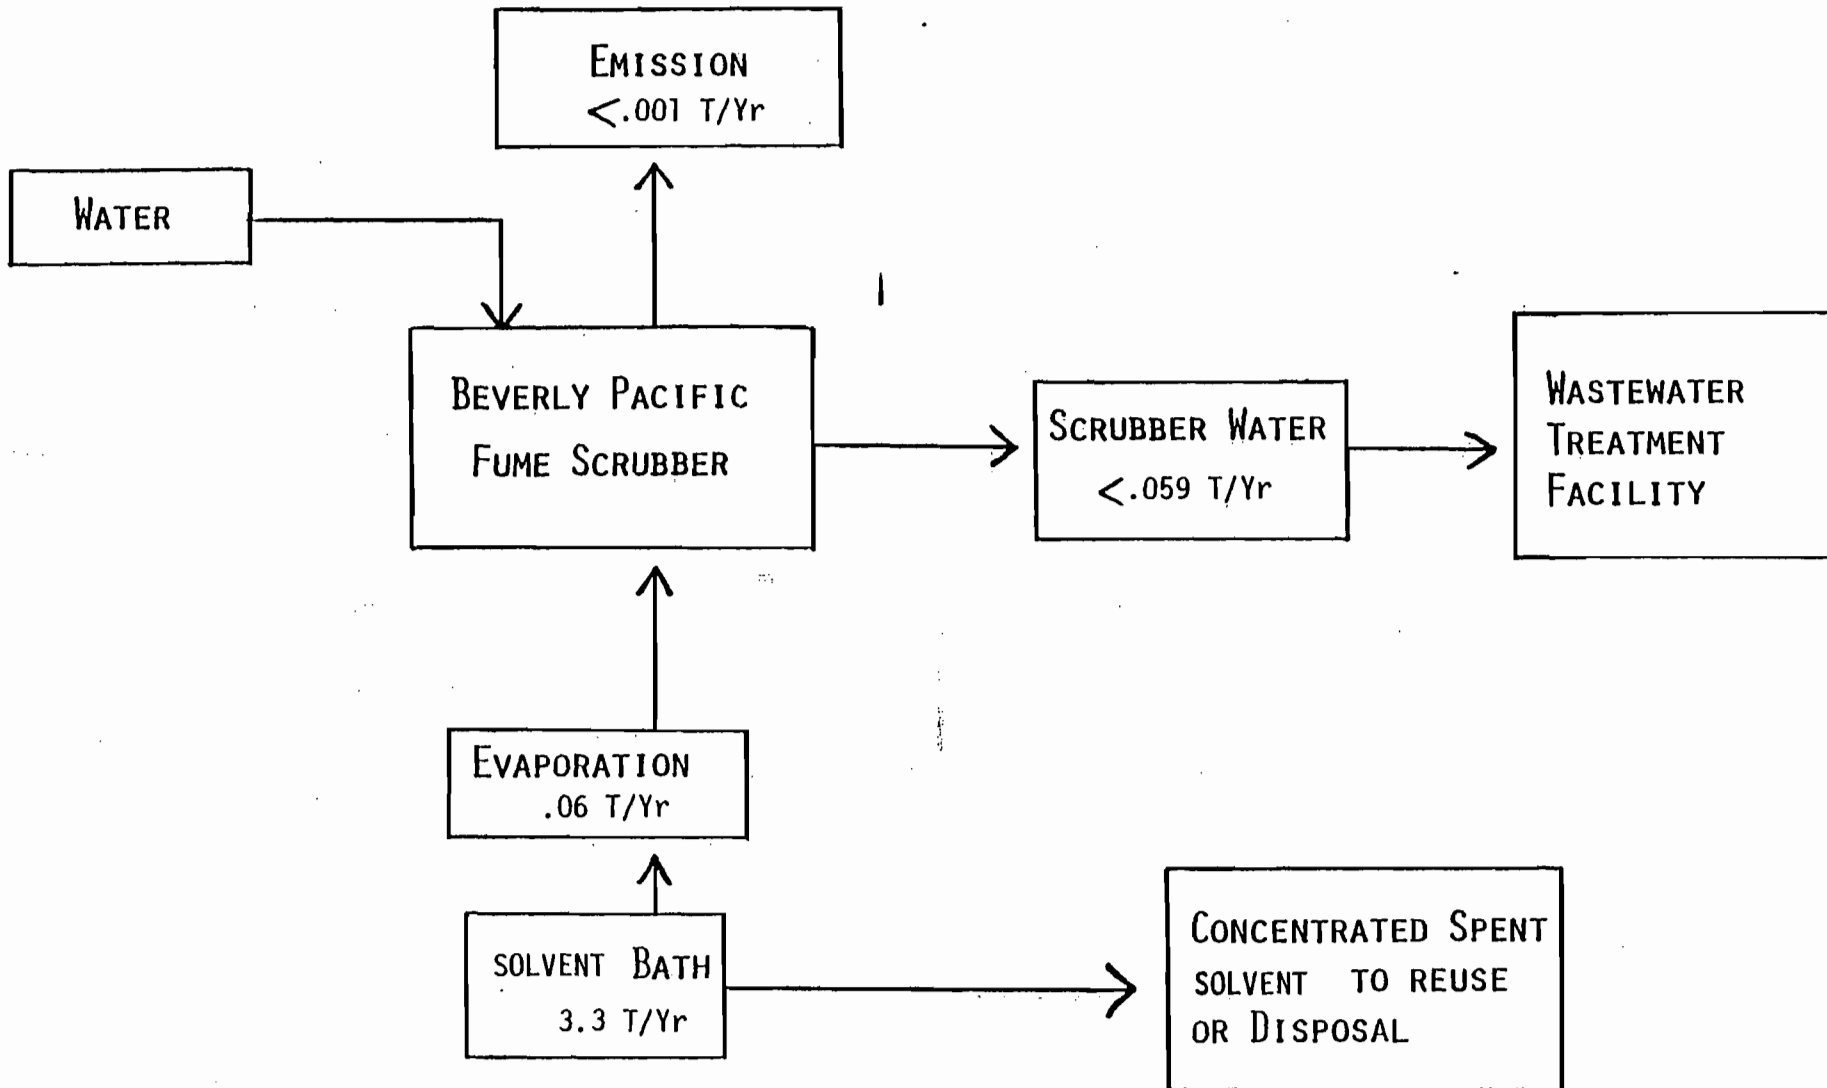 EMISSION
<.001 T/Yr
WATER
BEVERLY PACIFIC
FUME SCRUBBER
SCRUBBER WATER
<.059 T/Yr
WASTEWATER
TREATMENT
FACILITY
EVAPORATION
.06 T/Yr
SOLVENT BATH
3.3 T/Yr
CONCENTRATED SPENT
SOLVENT TO REUSE
OR DISPOSAL